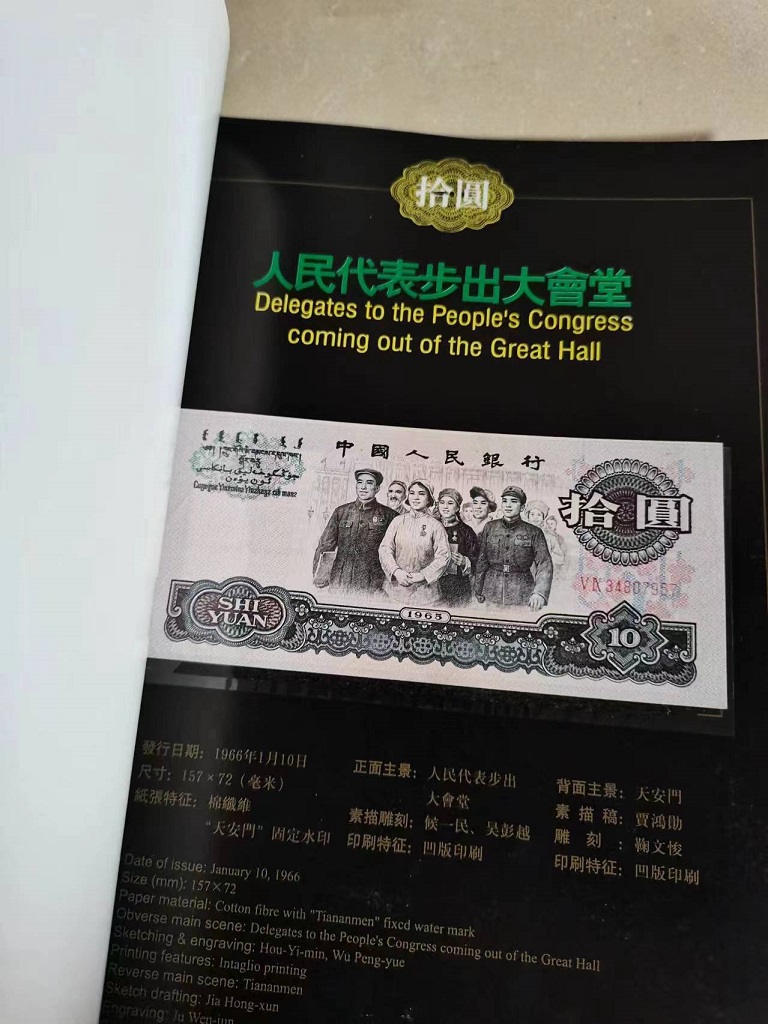 拾圓
人民代表步出大會堂
Delegates to the People's Congress
coming out of the Great Hall
中國人民銀行
拾圓
VIX 3480795
SHI
YUAN
1965
10
發行日期：1966年1月10日
尺寸：157×72（毫米）
紙張特征：棉纖維
“天安門”固定水印
正面主景：人民代表步出
大會堂
素描雕刻：候一民、吴彭越
印刷特征：凹版印刷
背面主景：天安門
素描稿：賈鴻勛
雕刻：鞠文俊
印刷特征：凹版印刷
Date of issue: January 10, 1966
Size (mm): 157×72
Paper material: Cotton fibre with "Tiananmen" fixed water mark
Obverse main scene: Delegates to the People's Congress coming out of the Great Hall
Sketching & engraving: Hou-Yi-min, Wu Peng-yue
Printing features: Intaglio printing
Reverse main scene: Tiananmen
Sketch drafting: Jia Hong-xun
Engraving: Ju Wen-jun